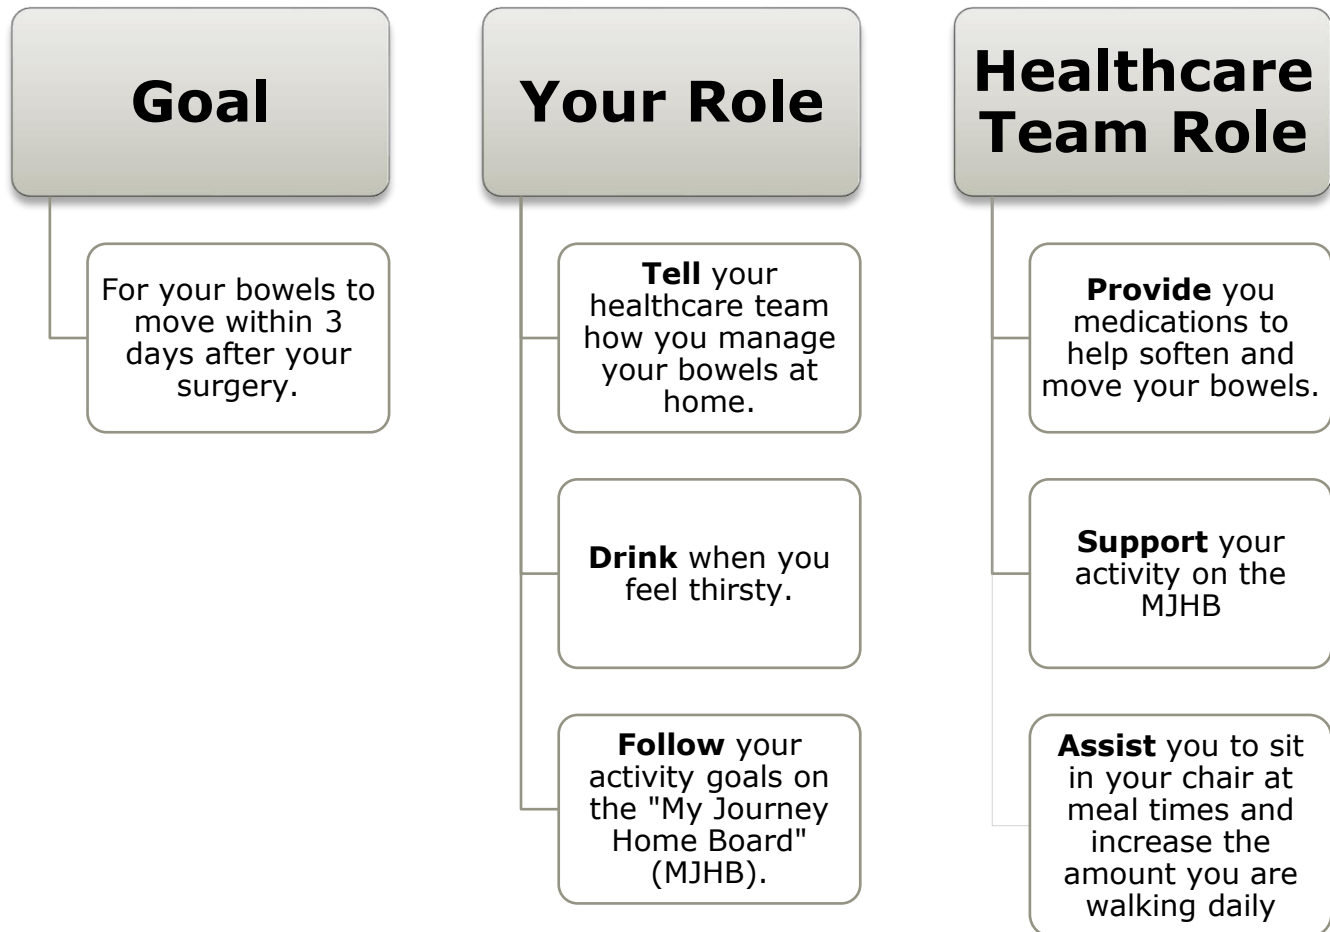 Goal
For your bowels to
move within 3
days after your
surgery.
Your Role
Tell your
healthcare team
how you manage
your bowels at
home.
Drink when you
feel thirsty.
Follow your
activity goals on
the "My Journey
Home Board"
(MJHB).
Healthcare
Team Role
Provide you
medications to
help soften and
move your bowels.
Support your
activity on the
MJHB
Assist you to sit
in your chair at
meal times and
increase the
amount you are
walking daily